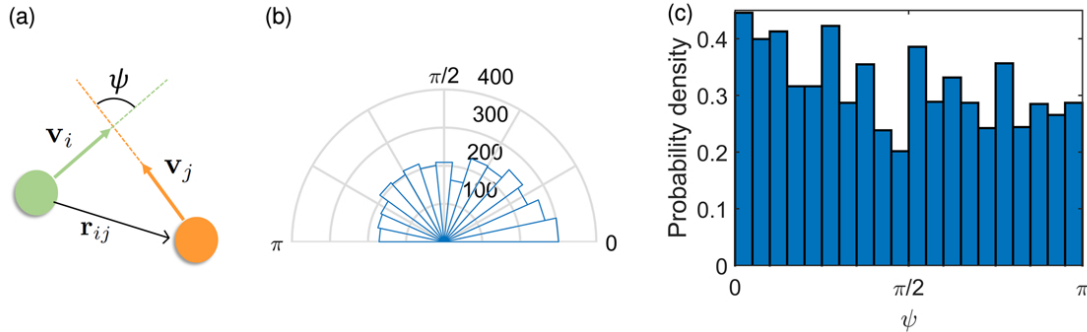 (a)
ψ
v_i
v_j
r_ij
(b)
π/2
400
300
200
100
π
0
(c)
Probability density
0.4
0.3
0.2
0.1
0
0
π/2
π
ψ